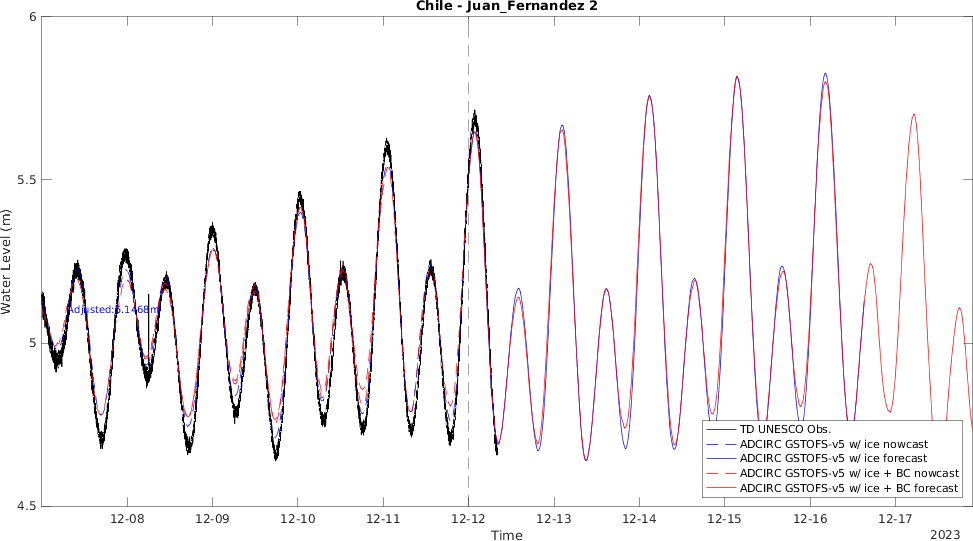 Chile - Juan_Fernandez 2
6
5.5
5
4.5
Water Level (m)
Adjusted:5.1468m
TD UNESCO Obs.
ADCIRC GSTOFS-v5 w/ ice nowcast
ADCIRC GSTOFS-v5 w/ ice forecast
ADCIRC GSTOFS-v5 w/ ice + BC nowcast
ADCIRC GSTOFS-v5 w/ ice + BC forecast
12-08 12-09 12-10 12-11 12-12 12-13 12-14 12-15 12-16 12-17
Time
2023